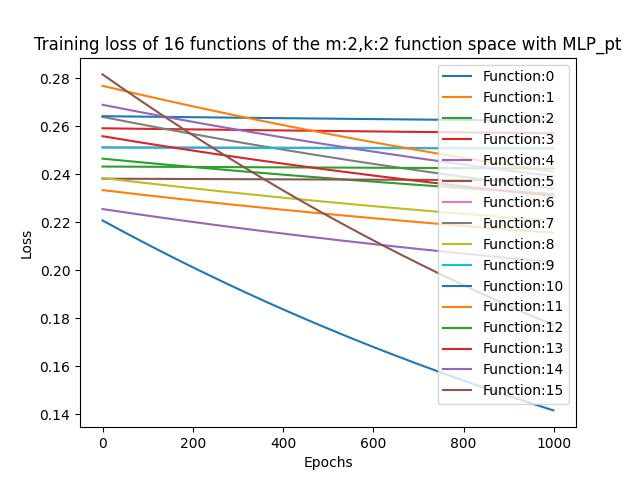 Training loss of 16 functions of the m:2,k:2 function space with MLP_pt
Loss
0.28
0.26
0.24
0.22
0.20
0.18
0.16
0.14
Function:0
Function:1
Function:2
Function:3
Function:4
Function:5
Function:6
Function:7
Function:8
Function:9
Function:10
Function:11
Function:12
Function:13
Function:14
Function:15
0 200 400 600 800 1000
Epochs